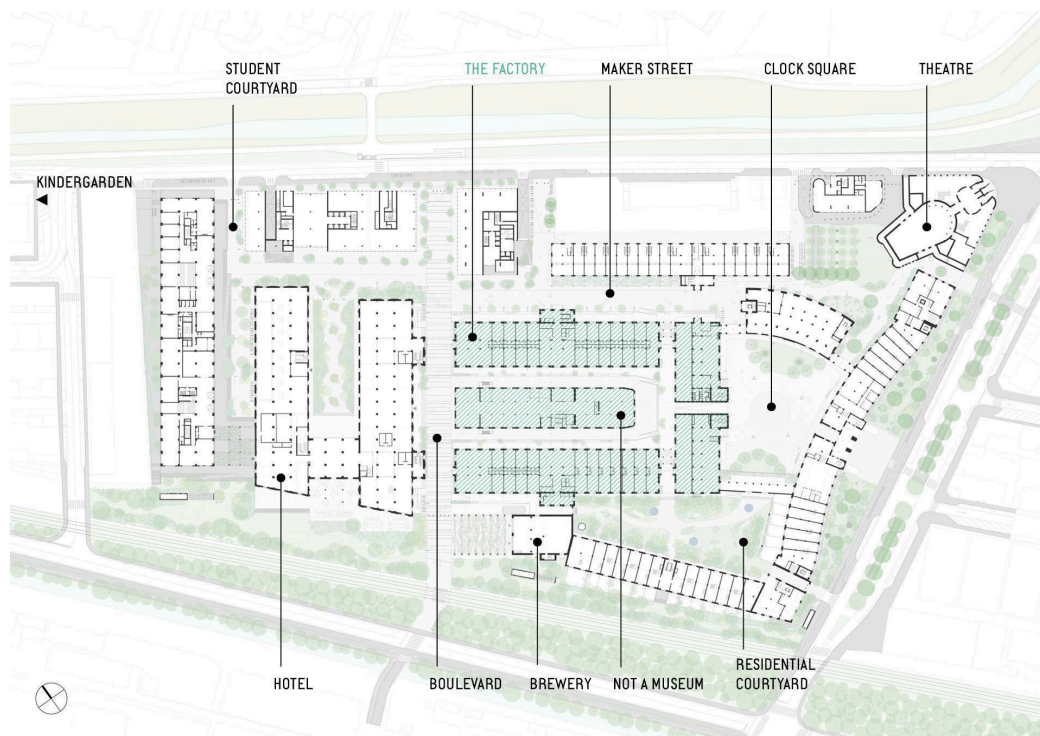 STUDENT
COURTYARD
THE FACTORY
MAKER STREET
CLOCK SQUARE
THEATRE
KINDERGARDEN
HOTEL
BOULEVARD
BREWERY
NOT A MUSEUM
RESIDENTIAL
COURTYARD